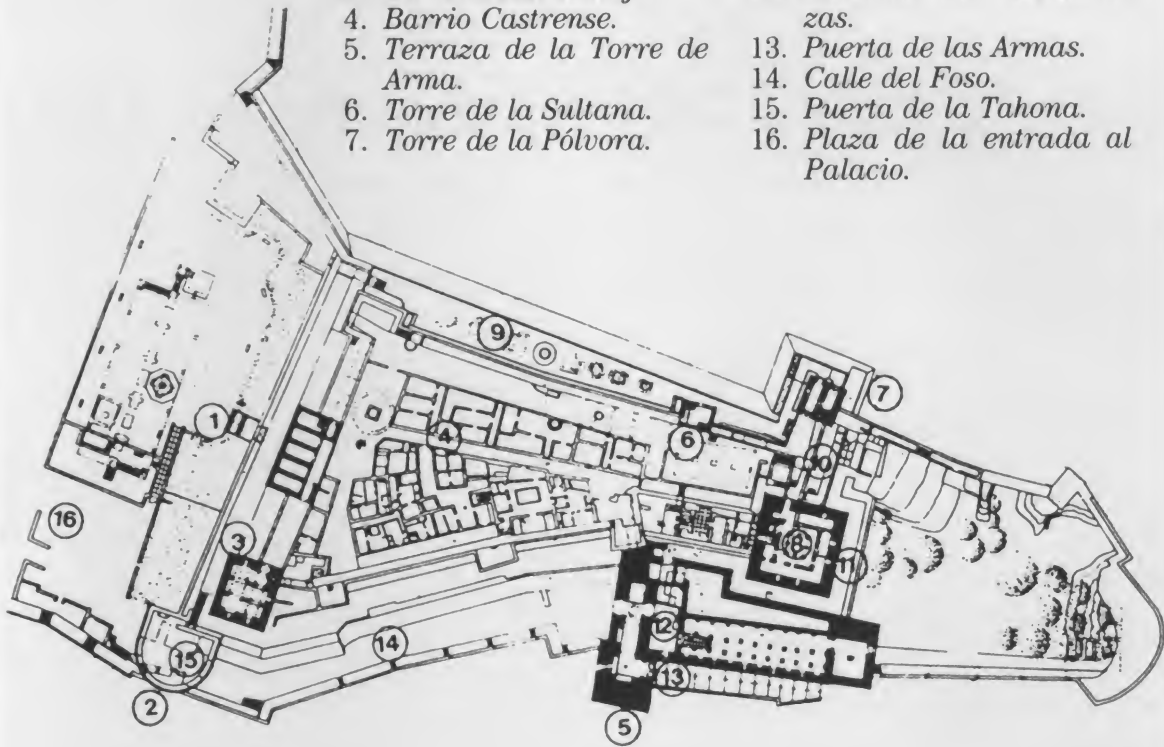 4. Barrio Castrense.
5. Terraza de la Torre de
Arma.
6. Torre de la Sultana.
7. Torre de la Pólvora.
zas.
13. Puerta de las Armas.
14. Calle del Foso.
15. Puerta de la Tahona.
16. Plaza de la entrada al
Palacio.
9
7
1
4
6
10
16
3
8
11
14
12
15
13
2
5